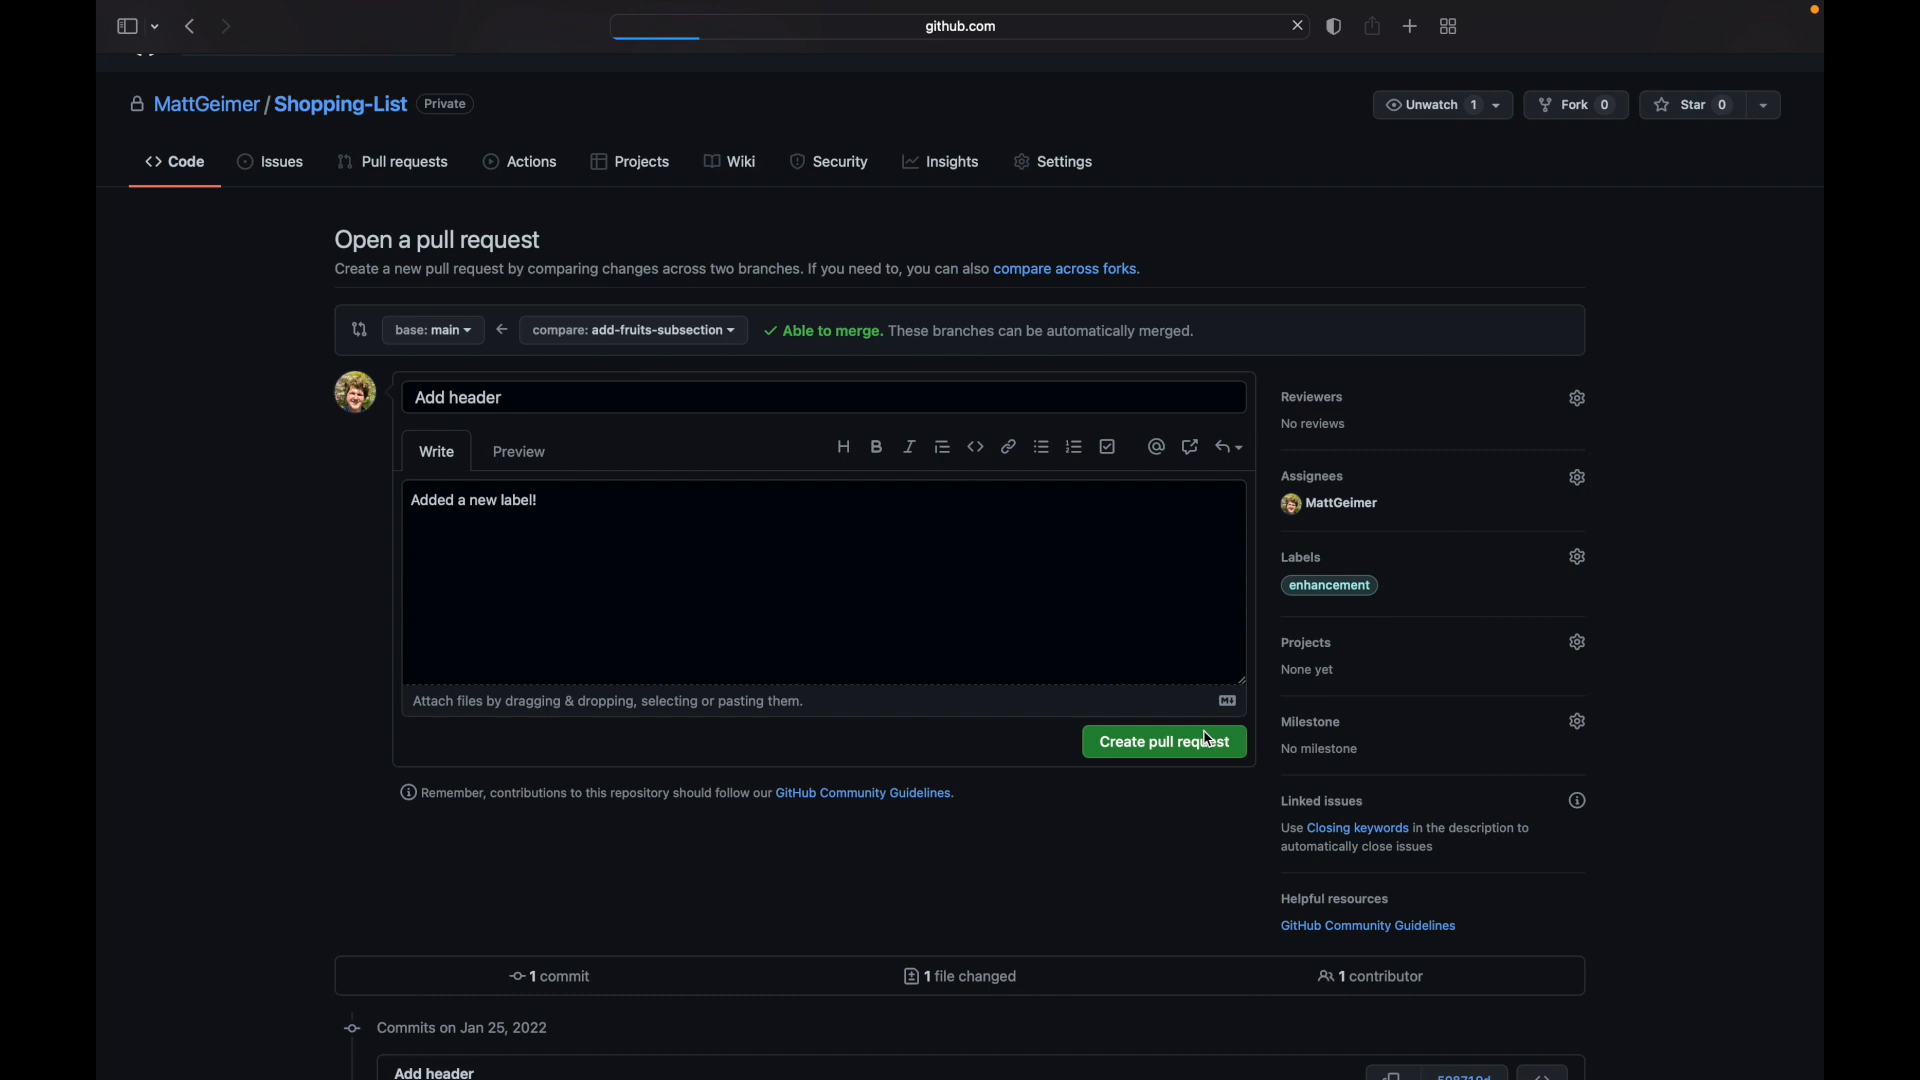 github.com
MattGeimer / Shopping-List Private
Unwatch 1 Fork 0 Star 0
Code Issues Pull requests Actions Projects Wiki Security Insights Settings
Open a pull request
Create a new pull request by comparing changes across two branches. If you need to, you can also compare across forks.
base: main compare: add-fruits-subsection Able to merge. These branches can be automatically merged.
Add header
Write Preview
Added a new label!
Attach files by dragging & dropping, selecting or pasting them.
Create pull request
Remember, contributions to this repository should follow our GitHub Community Guidelines.
Reviewers
No reviews
Assignees
MattGeimer
Labels
enhancement
Projects
None yet
Milestone
No milestone
Linked issues
Use Closing keywords in the description to
automatically close issues
Helpful resources
GitHub Community Guidelines
1 commit 1 file changed 1 contributor
Commits on Jan 25, 2022
Add header